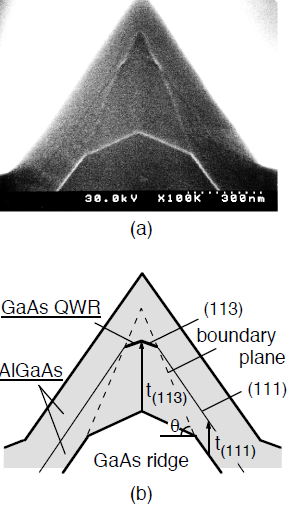 30.0kV X100K 300nm
(a)
GaAs QWR
(113)
boundary
plane
AlGaAs
(111)
t(113)
θ
t(111)
GaAs ridge
(b)